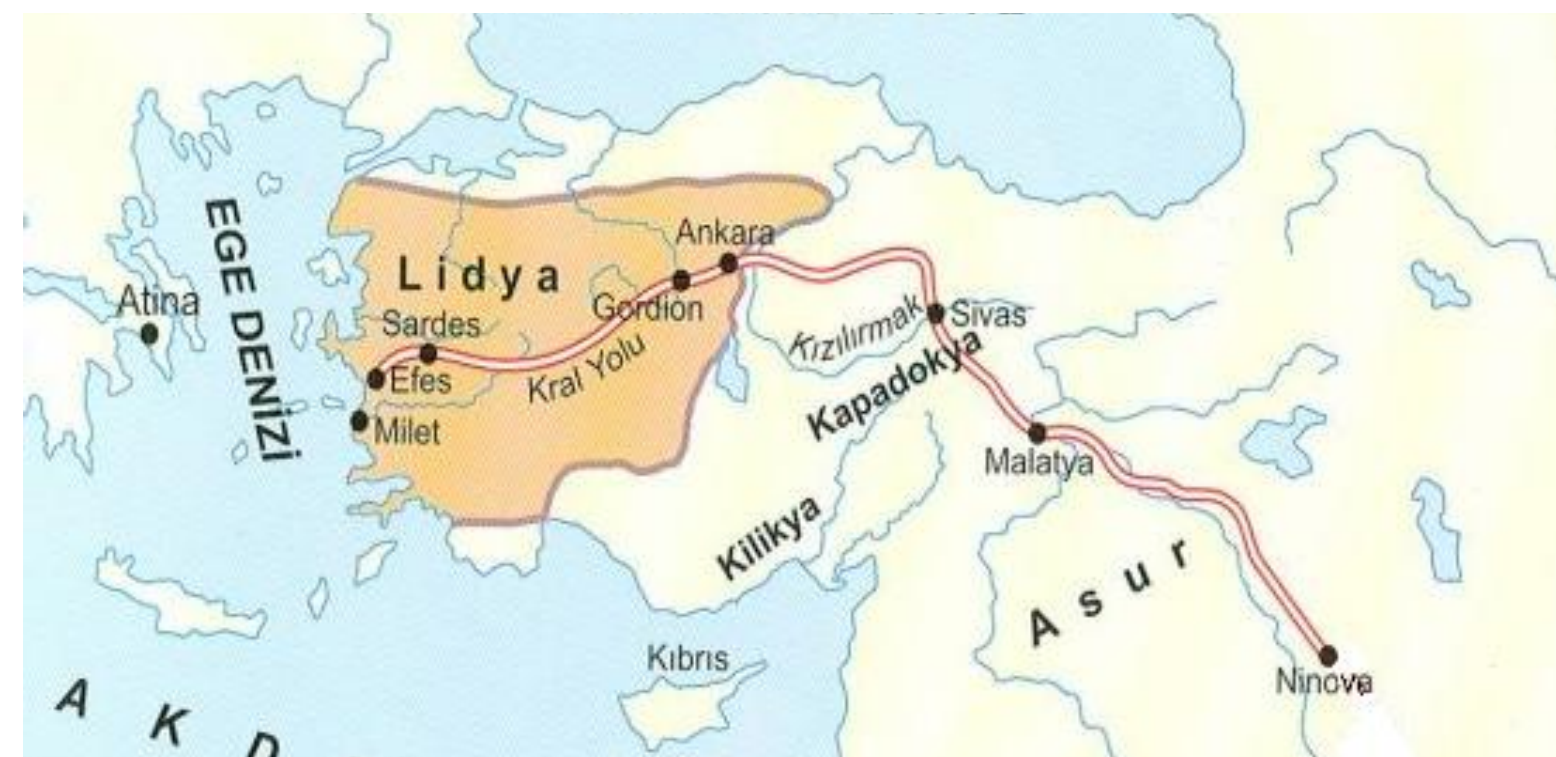 EGE DENİZİ
Atina
Lidya
Ankara
Gordion
Sardes
Efes
Milet
Kral Yolu
Kızılırmak
Sivas
Kapadokya
Malatya
Kilikya
Asur
Kıbrıs
Ninova
A K D